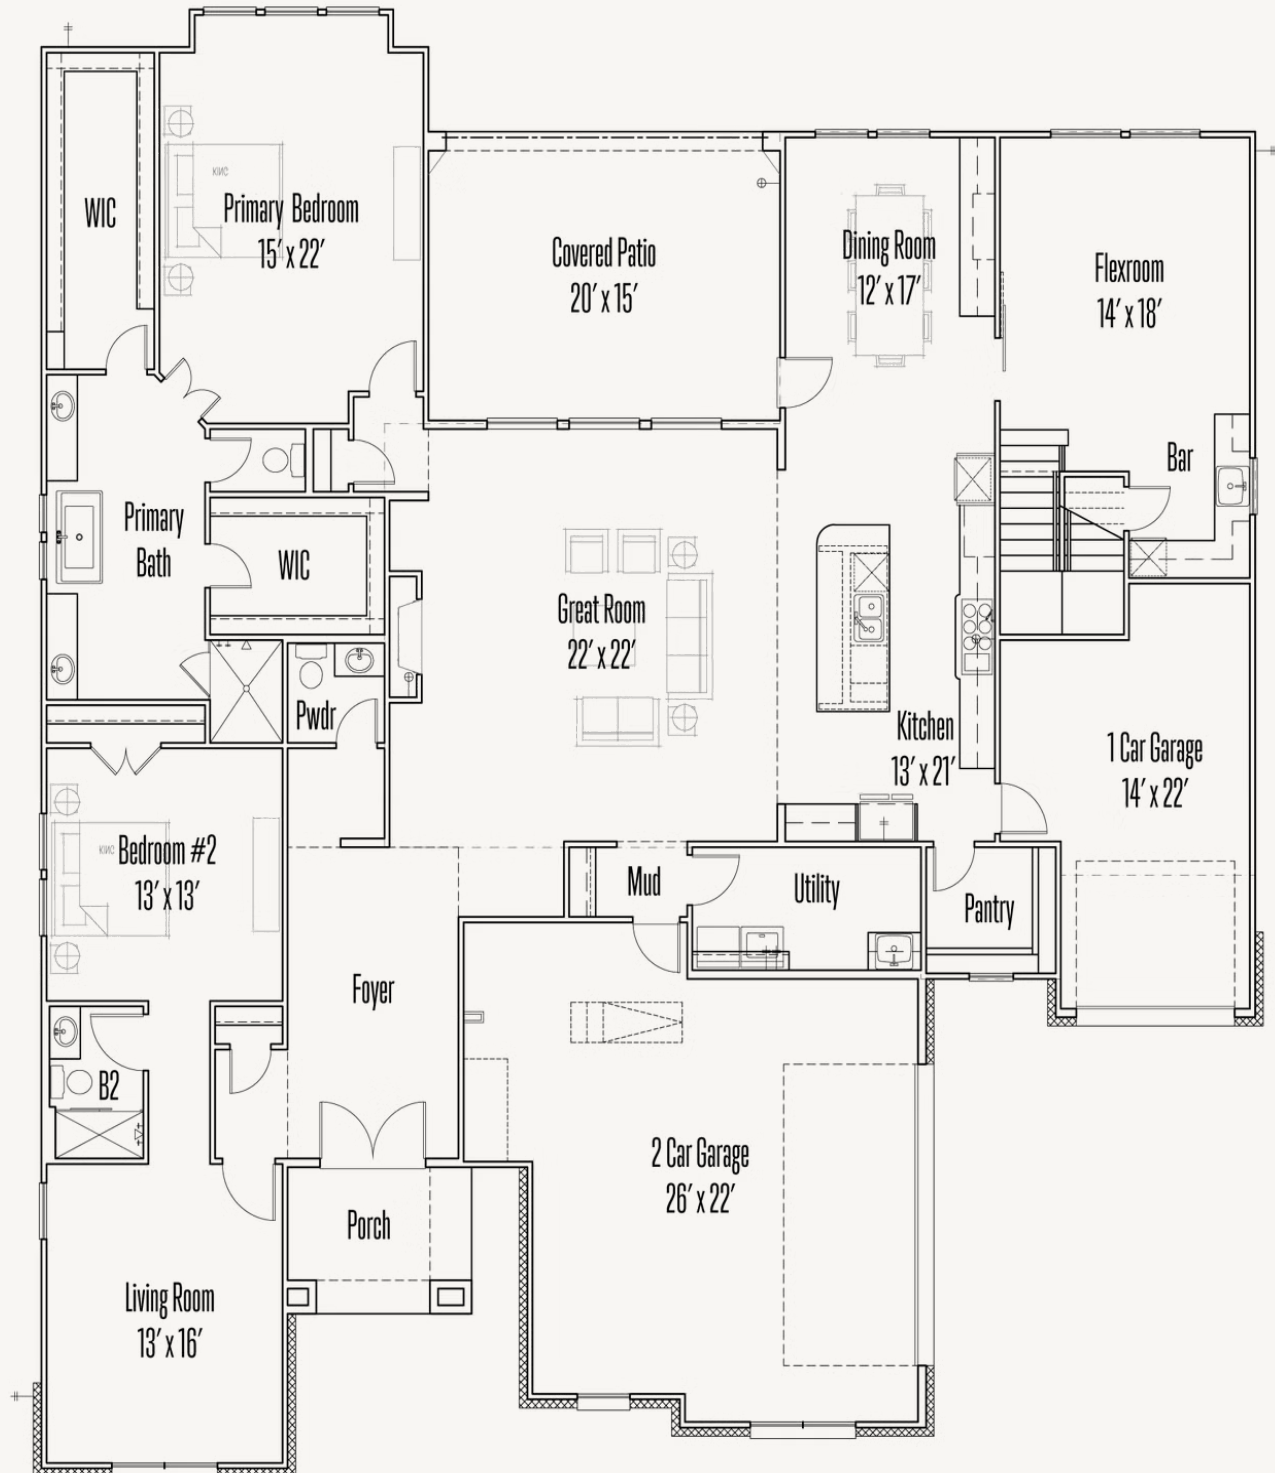 WIC
KING
Primary Bedroom
15' x 22'
Covered Patio
20' x 15'
Dining Room
12' x 17'
Flexroom
14' x 18'
Bar
Primary
Bath
WIC
Great Room
22' x 22'
Pwdr
Kitchen
13' x 21'
1 Car Garage
14' x 22'
KING
Bedroom #2
13' x 13'
Mud
Utility
Pantry
Foyer
B2
2 Car Garage
26' x 22'
Porch
Living Room
13' x 16'